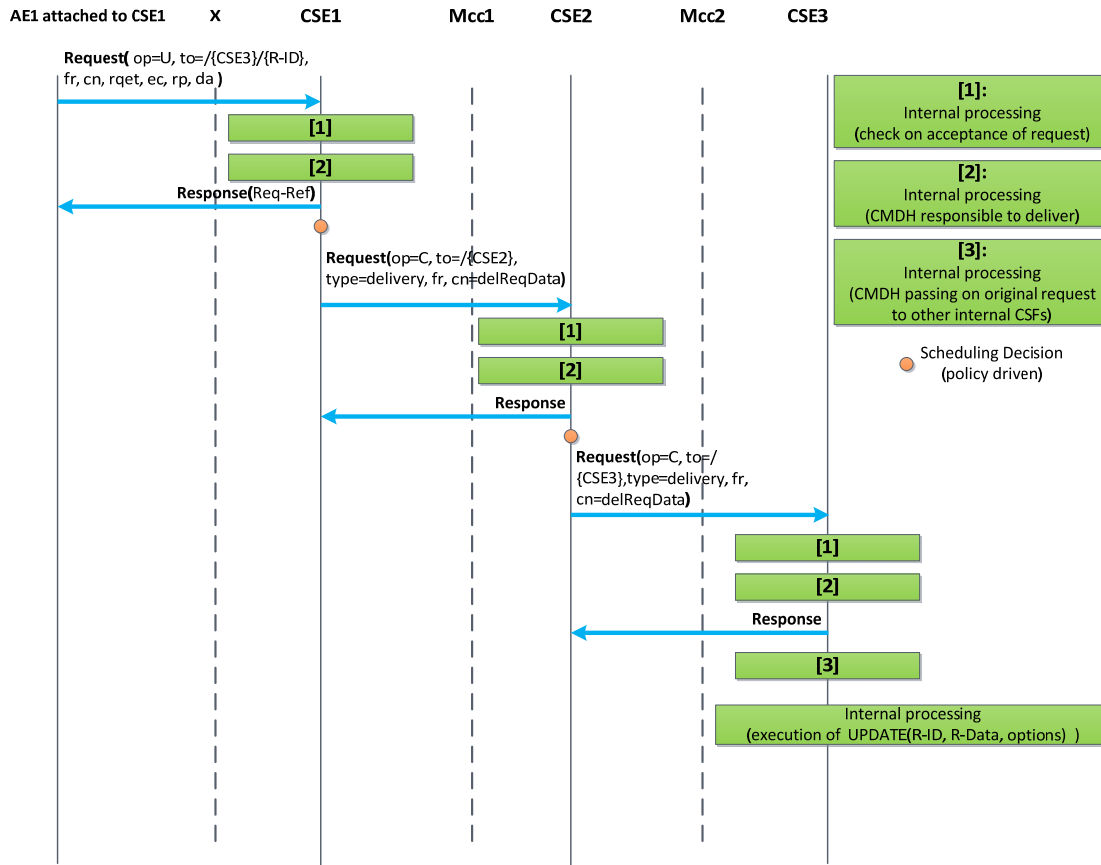 AE1 attached to CSE1 X CSE1 Mcc1 CSE2 Mcc2 CSE3
Request( op=U, to=/{CSE3}/{R-ID},
fr, cn, rqet, ec, rp, da )
[1]
[2]
Response(Req-Ref)
Request(op=C, to=/{CSE2},
type=delivery, fr, cn=delReqData)
[1]
[2]
Response
Request(op=C, to=/
{CSE3},type=delivery, fr,
cn=delReqData)
[1]
[2]
Response
[3]
Internal processing
(execution of UPDATE(R-ID, R-Data, options) )
[1]:
Internal processing
(check on acceptance of request)
[2]:
Internal processing
(CMDH responsible to deliver)
[3]:
Internal processing
(CMDH passing on original request
to other internal CSFs)
Scheduling Decision
(policy driven)